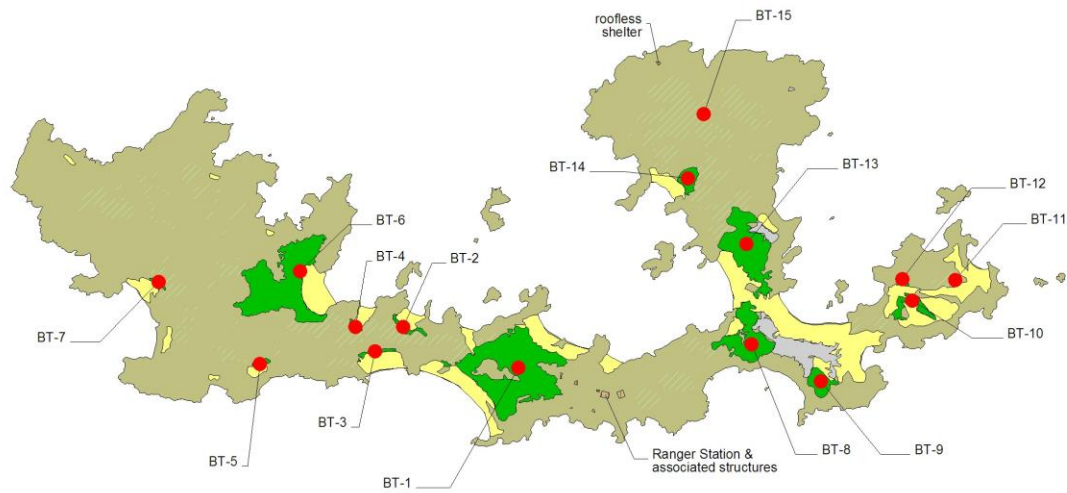 roofless
shelter
BT-15
BT-14
BT-13
BT-12
BT-11
BT-6
BT-4
BT-2
BT-7
BT-10
BT-3
BT-5
BT-1
Ranger Station &
associated structures
BT-8
BT-9